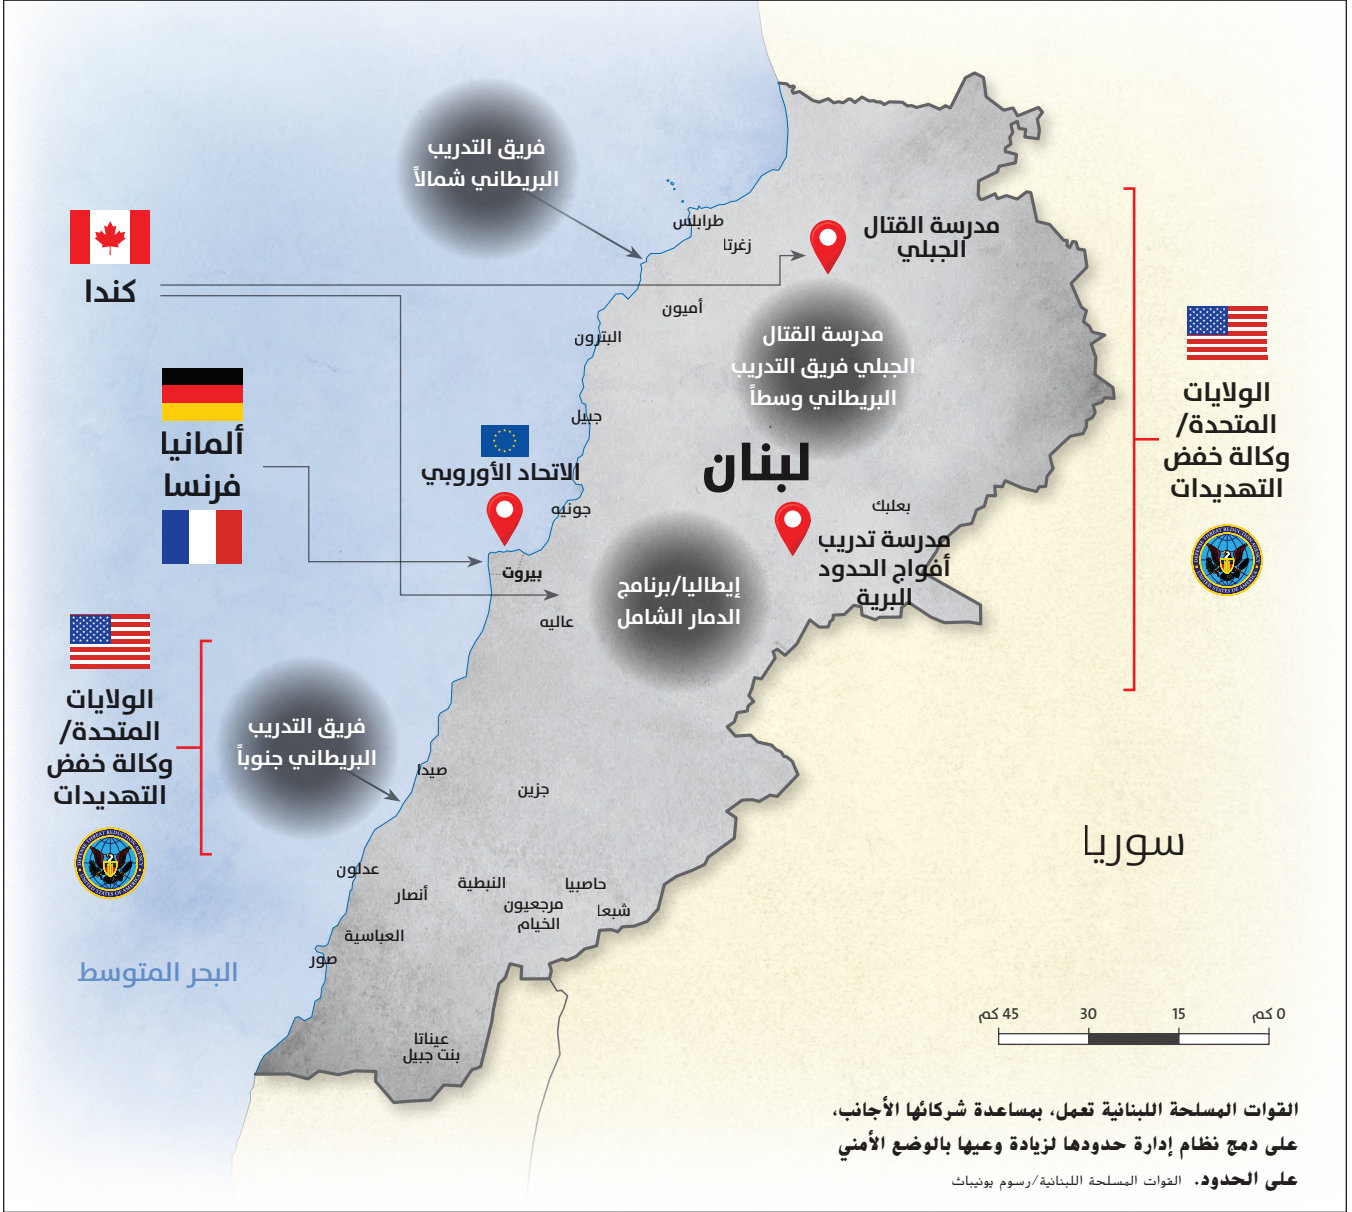 فريق التدريب
البريطاني شمالاً
طرابلس
زغرتا
مدرسة القتال
الجبلي
كندا
أميون
البترون
مدرسة القتال
الجبلي فريق التدريب
البريطاني وسطاً
الولايات
المتحدة/
وكالة خفض
التهديدات
جبيل
ألمانيا
فرنسا
الاتحاد الأوروبي
لبنان
جونيه
بعلبك
مدرسة تدريب
أفواج الحدود
البرية
بيروت
إيطاليا/برنامج
الدمار الشامل
عاليه
الولايات
المتحدة/
وكالة خفض
التهديدات
فريق التدريب
البريطاني جنوباً
صيدا
جزين
سوريا
عدلون
أنصار
النبطية
حاصبيا
مرجعيون
الخيام
شبعا
العباسية
صور
البحر المتوسط
عيناتا
بنت جبيل
0 كم
15
30
45 كم
القوات المسلحة اللبنانية تعمل، بمساعدة شركائها الأجانب،
على دمج نظام إدارة حدودها لزيادة وعيها بالوضع الأمني
على الحدود. القوات المسلحة اللبنانية/رسوم يونيباث